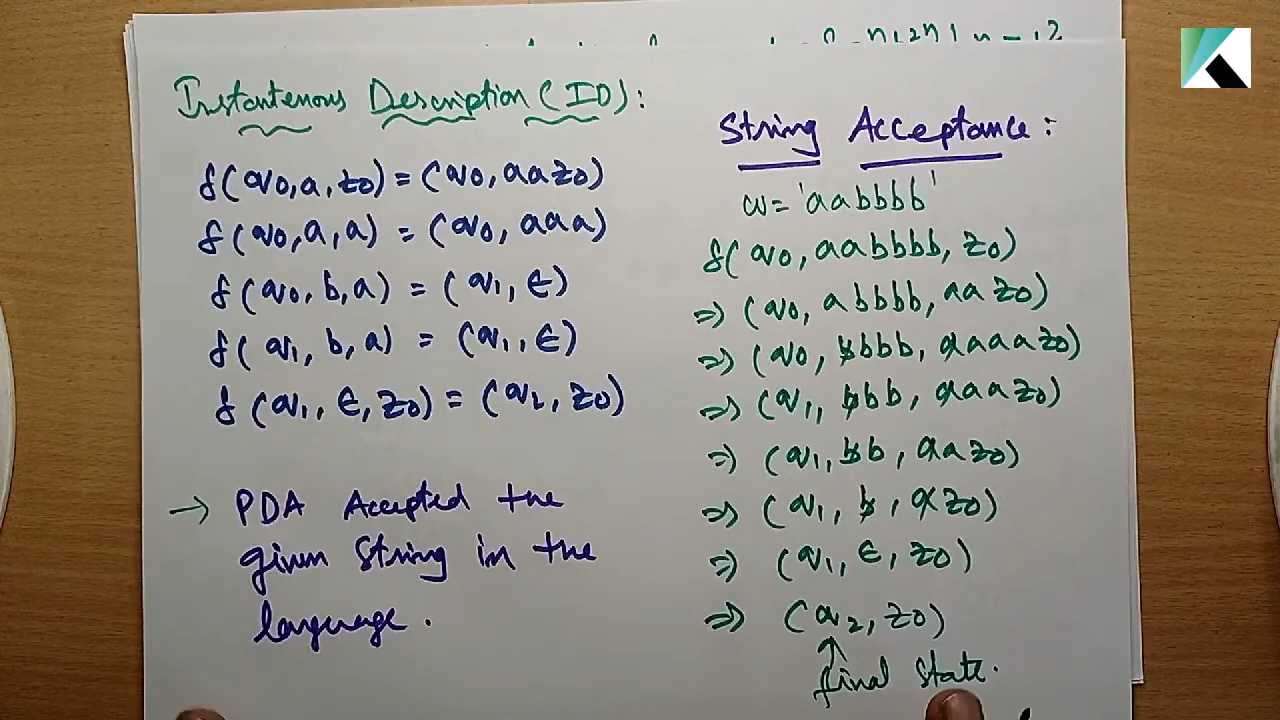 Instantenous Description (ID):
δ(q0, a, z0) = (q0, aaz0)
δ(q0, a, a) = (q0, aaa)
δ(q0, b, a) = (q1, ε)
δ(q1, b, a) = (q1, ε)
δ(q1, ε, z0) = (q2, z0)
→ PDA Accepted the
given String in the
language.
String Acceptance:
w = 'aabbbb'
δ(q0, aabbbb, z0)
⇒ (q0, abbbb, aaz0)
⇒ (q0, bbbb, aaaaz0)
⇒ (q1, bbb, aaaz0)
⇒ (q1, bb, aaz0)
⇒ (q1, b, az0)
⇒ (q1, ε, z0)
⇒ (q2, z0)
↑
final State.